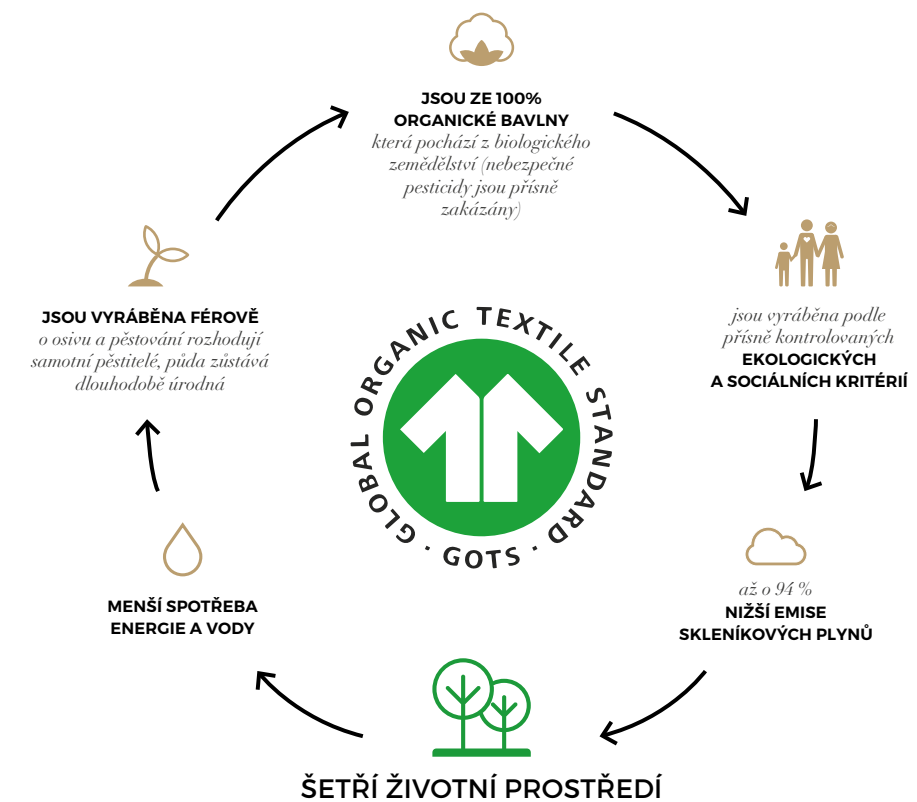 JSOU ZE 100%
ORGANICKÉ BAVLNY
která pochází z biologického
zemědělství (nebezpečné
pesticidy jsou přísně
zakázány)
jsou vyráběna podle
přísně kontrolovaných
EKOLOGICKÝCH
A SOCIÁLNÍCH KRITÉRIÍ
až o 94 %
NIŽŠÍ EMISE
SKLENÍKOVÝCH PLYNŮ
ŠETŘÍ ŽIVOTNÍ PROSTŘEDÍ
MENŠÍ SPOTŘEBA
ENERGIE A VODY
JSOU VYRÁBĚNA FÉROVĚ
o osivu a pěstování rozhodují
samotní pěstitelé, půda zůstává
dlouhodobě úrodná
GLOBAL ORGANIC TEXTILE STANDARD · GOTS ·